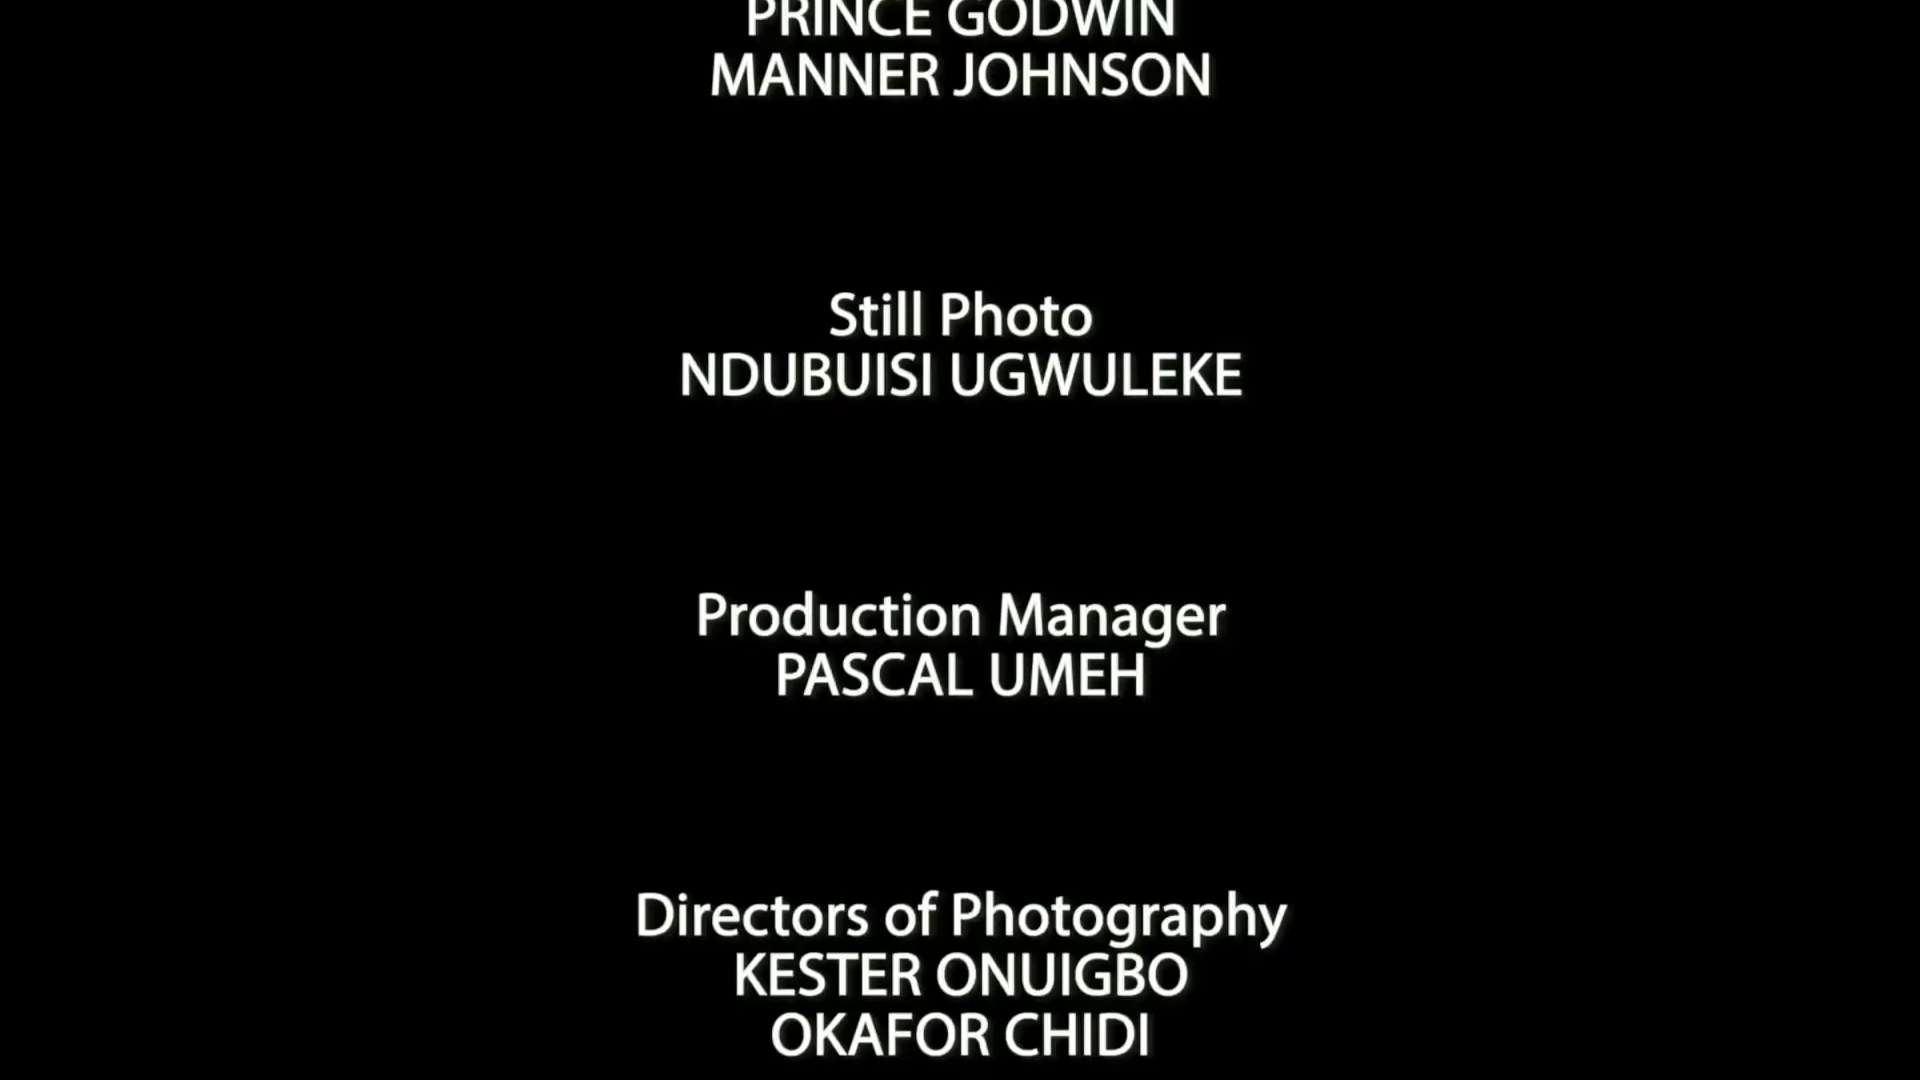 PRINCE GODWIN
MANNER JOHNSON
Still Photo
NDUBUISI UGWULEKE
Production Manager
PASCAL UMEH
Directors of Photography
KESTER ONUIGBO
OKAFOR CHIDI